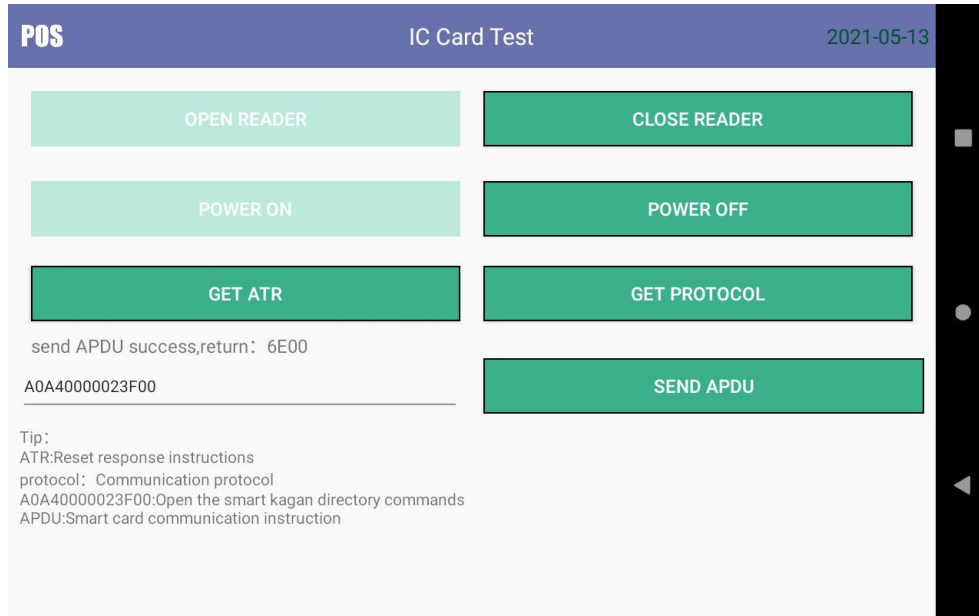 POS
IC Card Test
2021-05-13
OPEN READER
CLOSE READER
POWER ON
POWER OFF
GET ATR
GET PROTOCOL
send APDU success,return：6E00
A0A40000023F00
SEND APDU
Tip：
ATR:Reset response instructions
protocol：Communication protocol
A0A40000023F00:Open the smart kagan directory commands
APDU:Smart card communication instruction